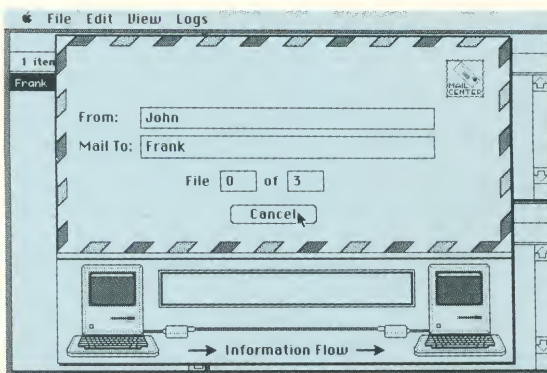 File Edit View Logs
1 item
Frank
MAIL
CENTER
From: John
Mail To: Frank
File 0 of 3
Cancel
→ Information Flow →